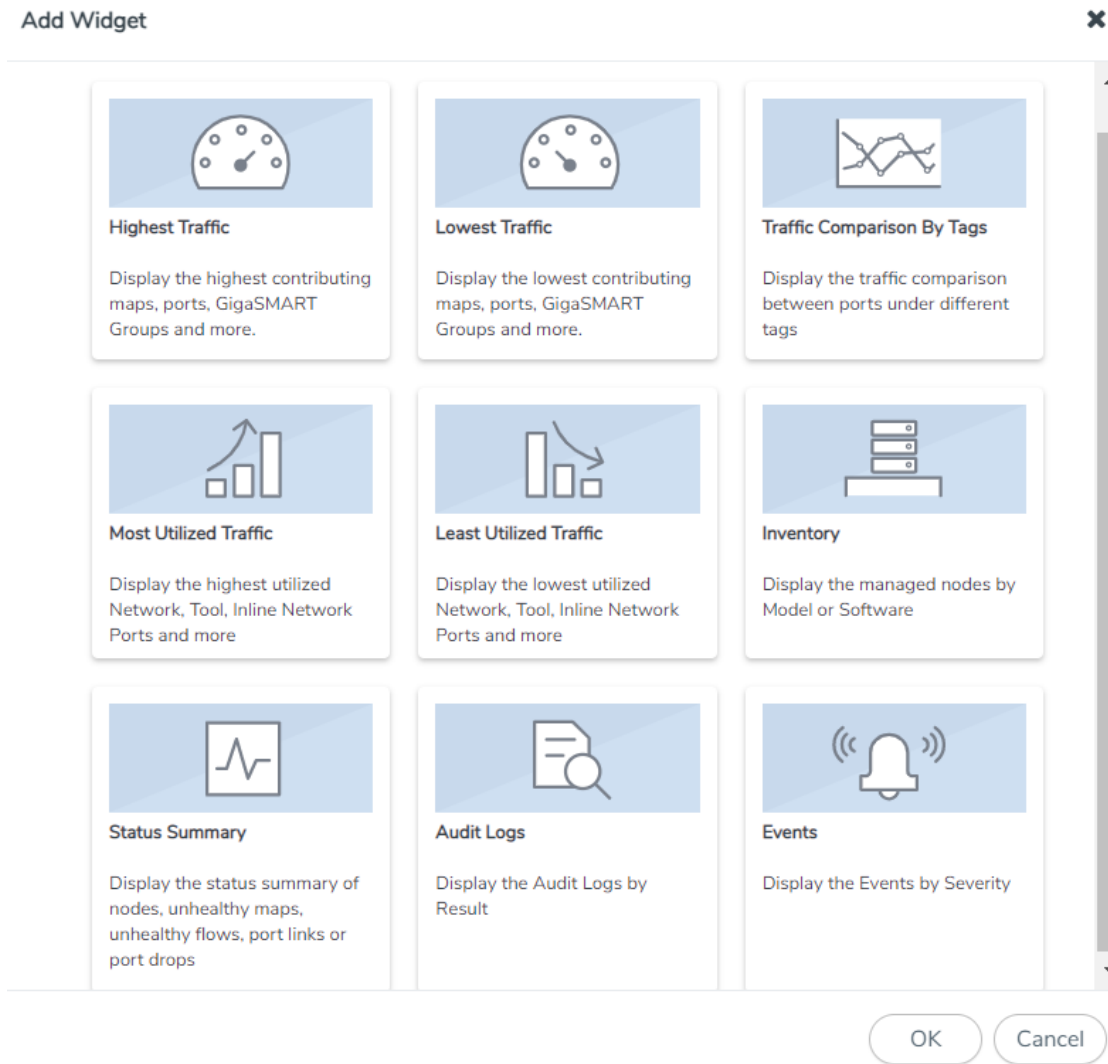 Add Widget
Highest Traffic
Display the highest contributing
maps, ports, GigaSMART
Groups and more.
Lowest Traffic
Display the lowest contributing
maps, ports, GigaSMART
Groups and more.
Traffic Comparison By Tags
Display the traffic comparison
between ports under different
tags
Most Utilized Traffic
Display the highest utilized
Network, Tool, Inline Network
Ports and more
Least Utilized Traffic
Display the lowest utilized
Network, Tool, Inline Network
Ports and more
Inventory
Display the managed nodes by
Model or Software
Status Summary
Display the status summary of
nodes, unhealthy maps,
unhealthy flows, port links or
port drops
Audit Logs
Display the Audit Logs by
Result
Events
Display the Events by Severity
OK
Cancel